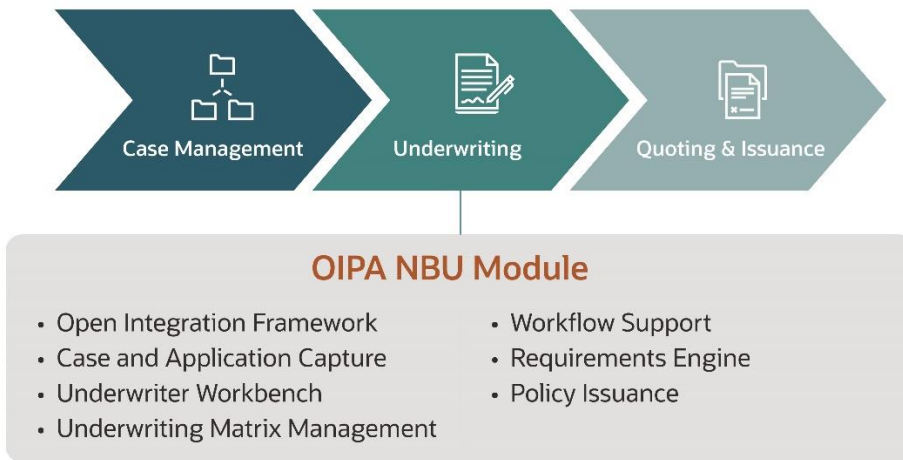 Case Management
Underwriting
Quoting & Issuance
OIPA NBU Module
• Open Integration Framework
• Case and Application Capture
• Underwriter Workbench
• Underwriting Matrix Management
• Workflow Support
• Requirements Engine
• Policy Issuance